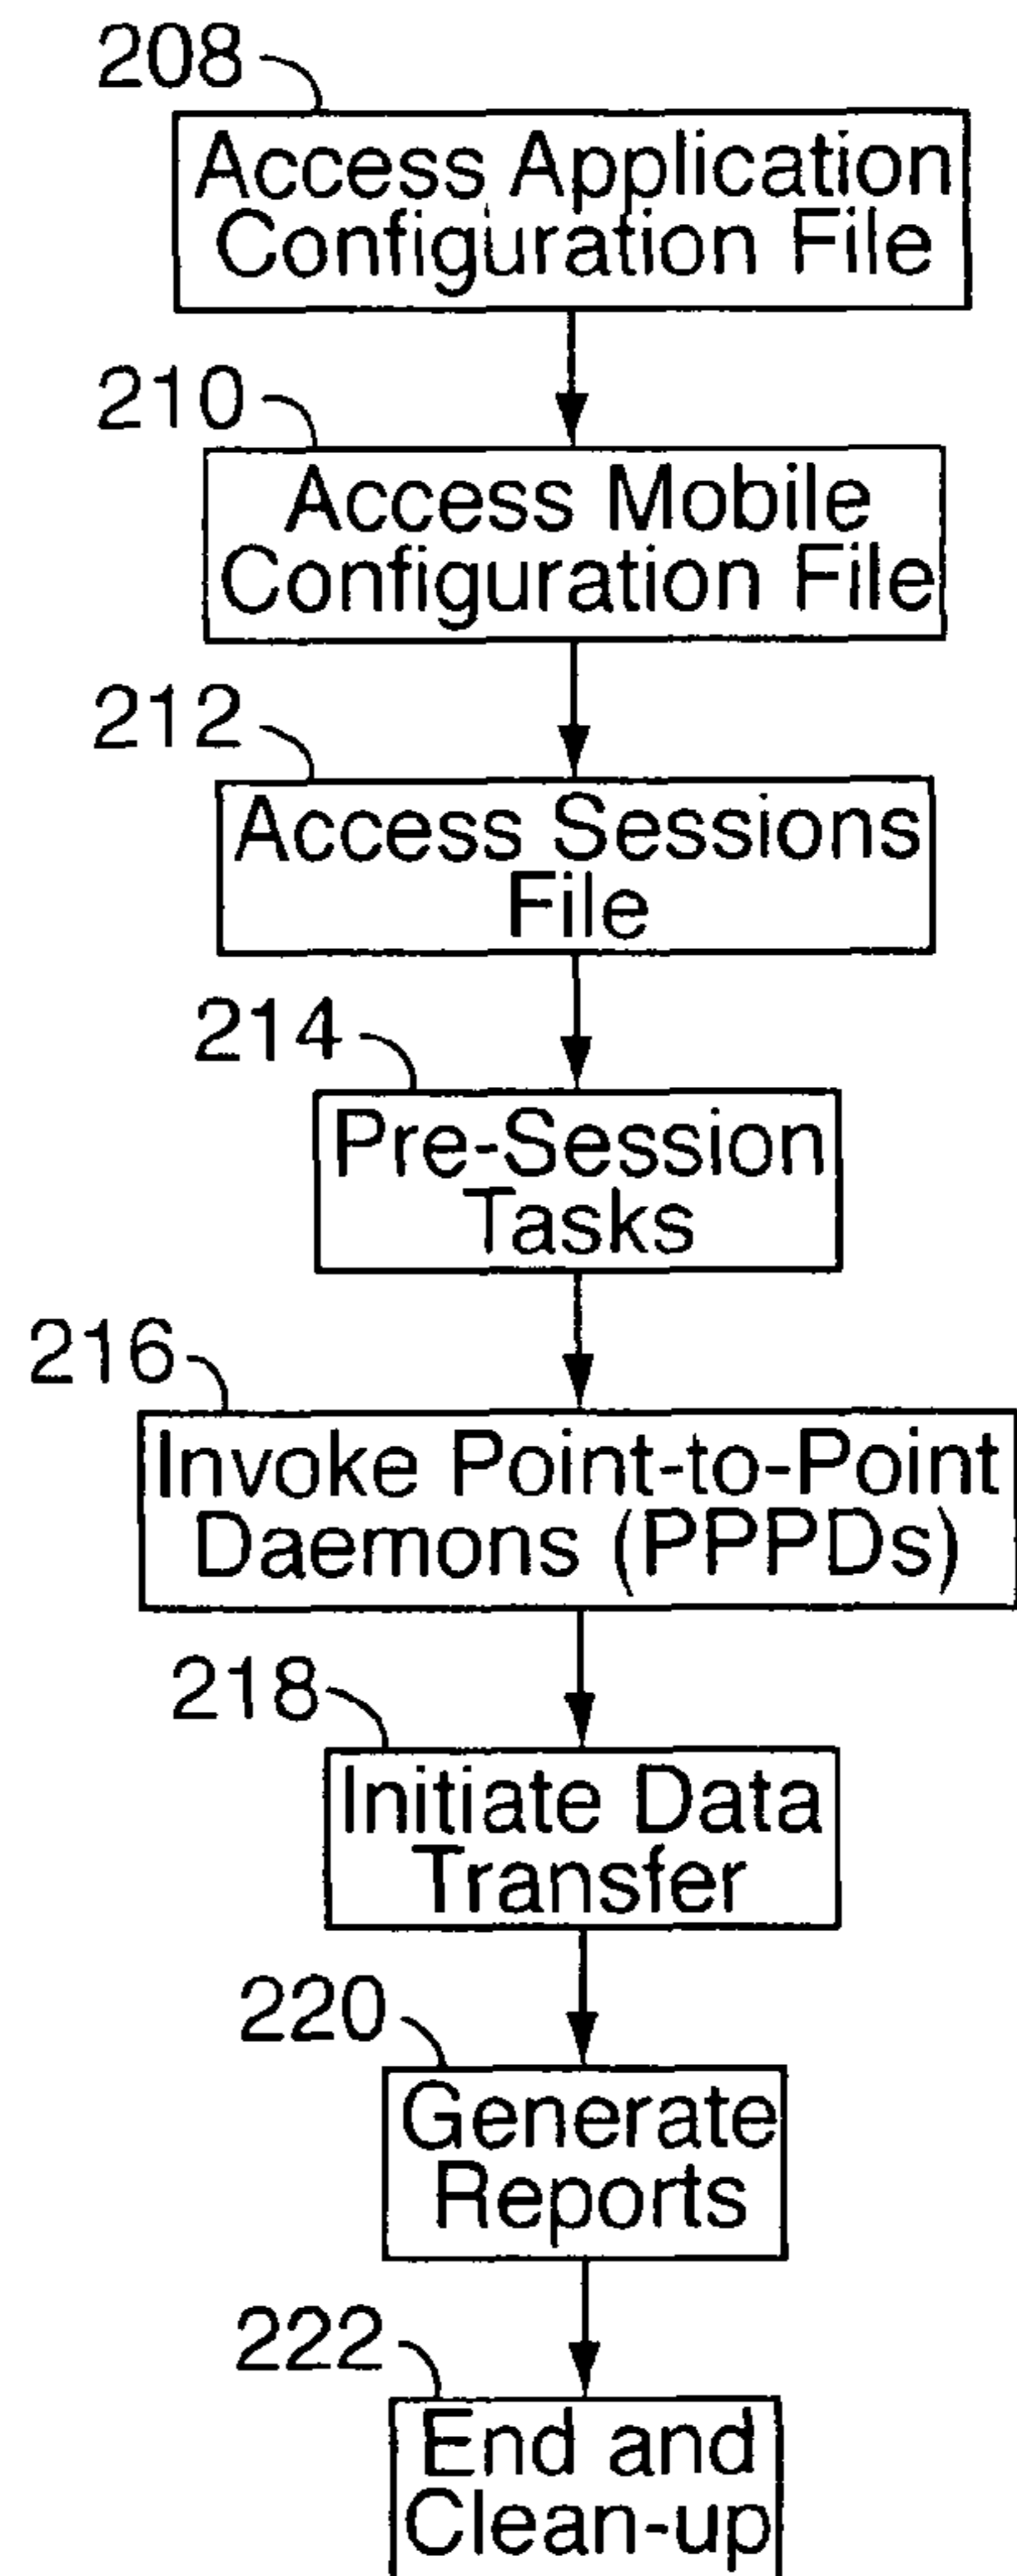 208
Access Application
Configuration File
210
Access Mobile
Configuration File
212
Access Sessions
File
214
Pre-Session
Tasks
216
Invoke Point-to-Point
Daemons (PPPDs)
218
Initiate Data
Transfer
220
Generate
Reports
222
End and
Clean-up